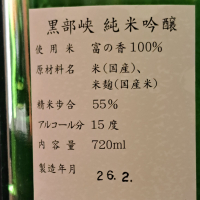 黒部峡 純米吟醸
使用米 富の香100%
原材料名 米(国産)、
米麹(国産米)
精米歩合 55%
アルコール分 15度
内容量 720ml
製造年月 26.2.